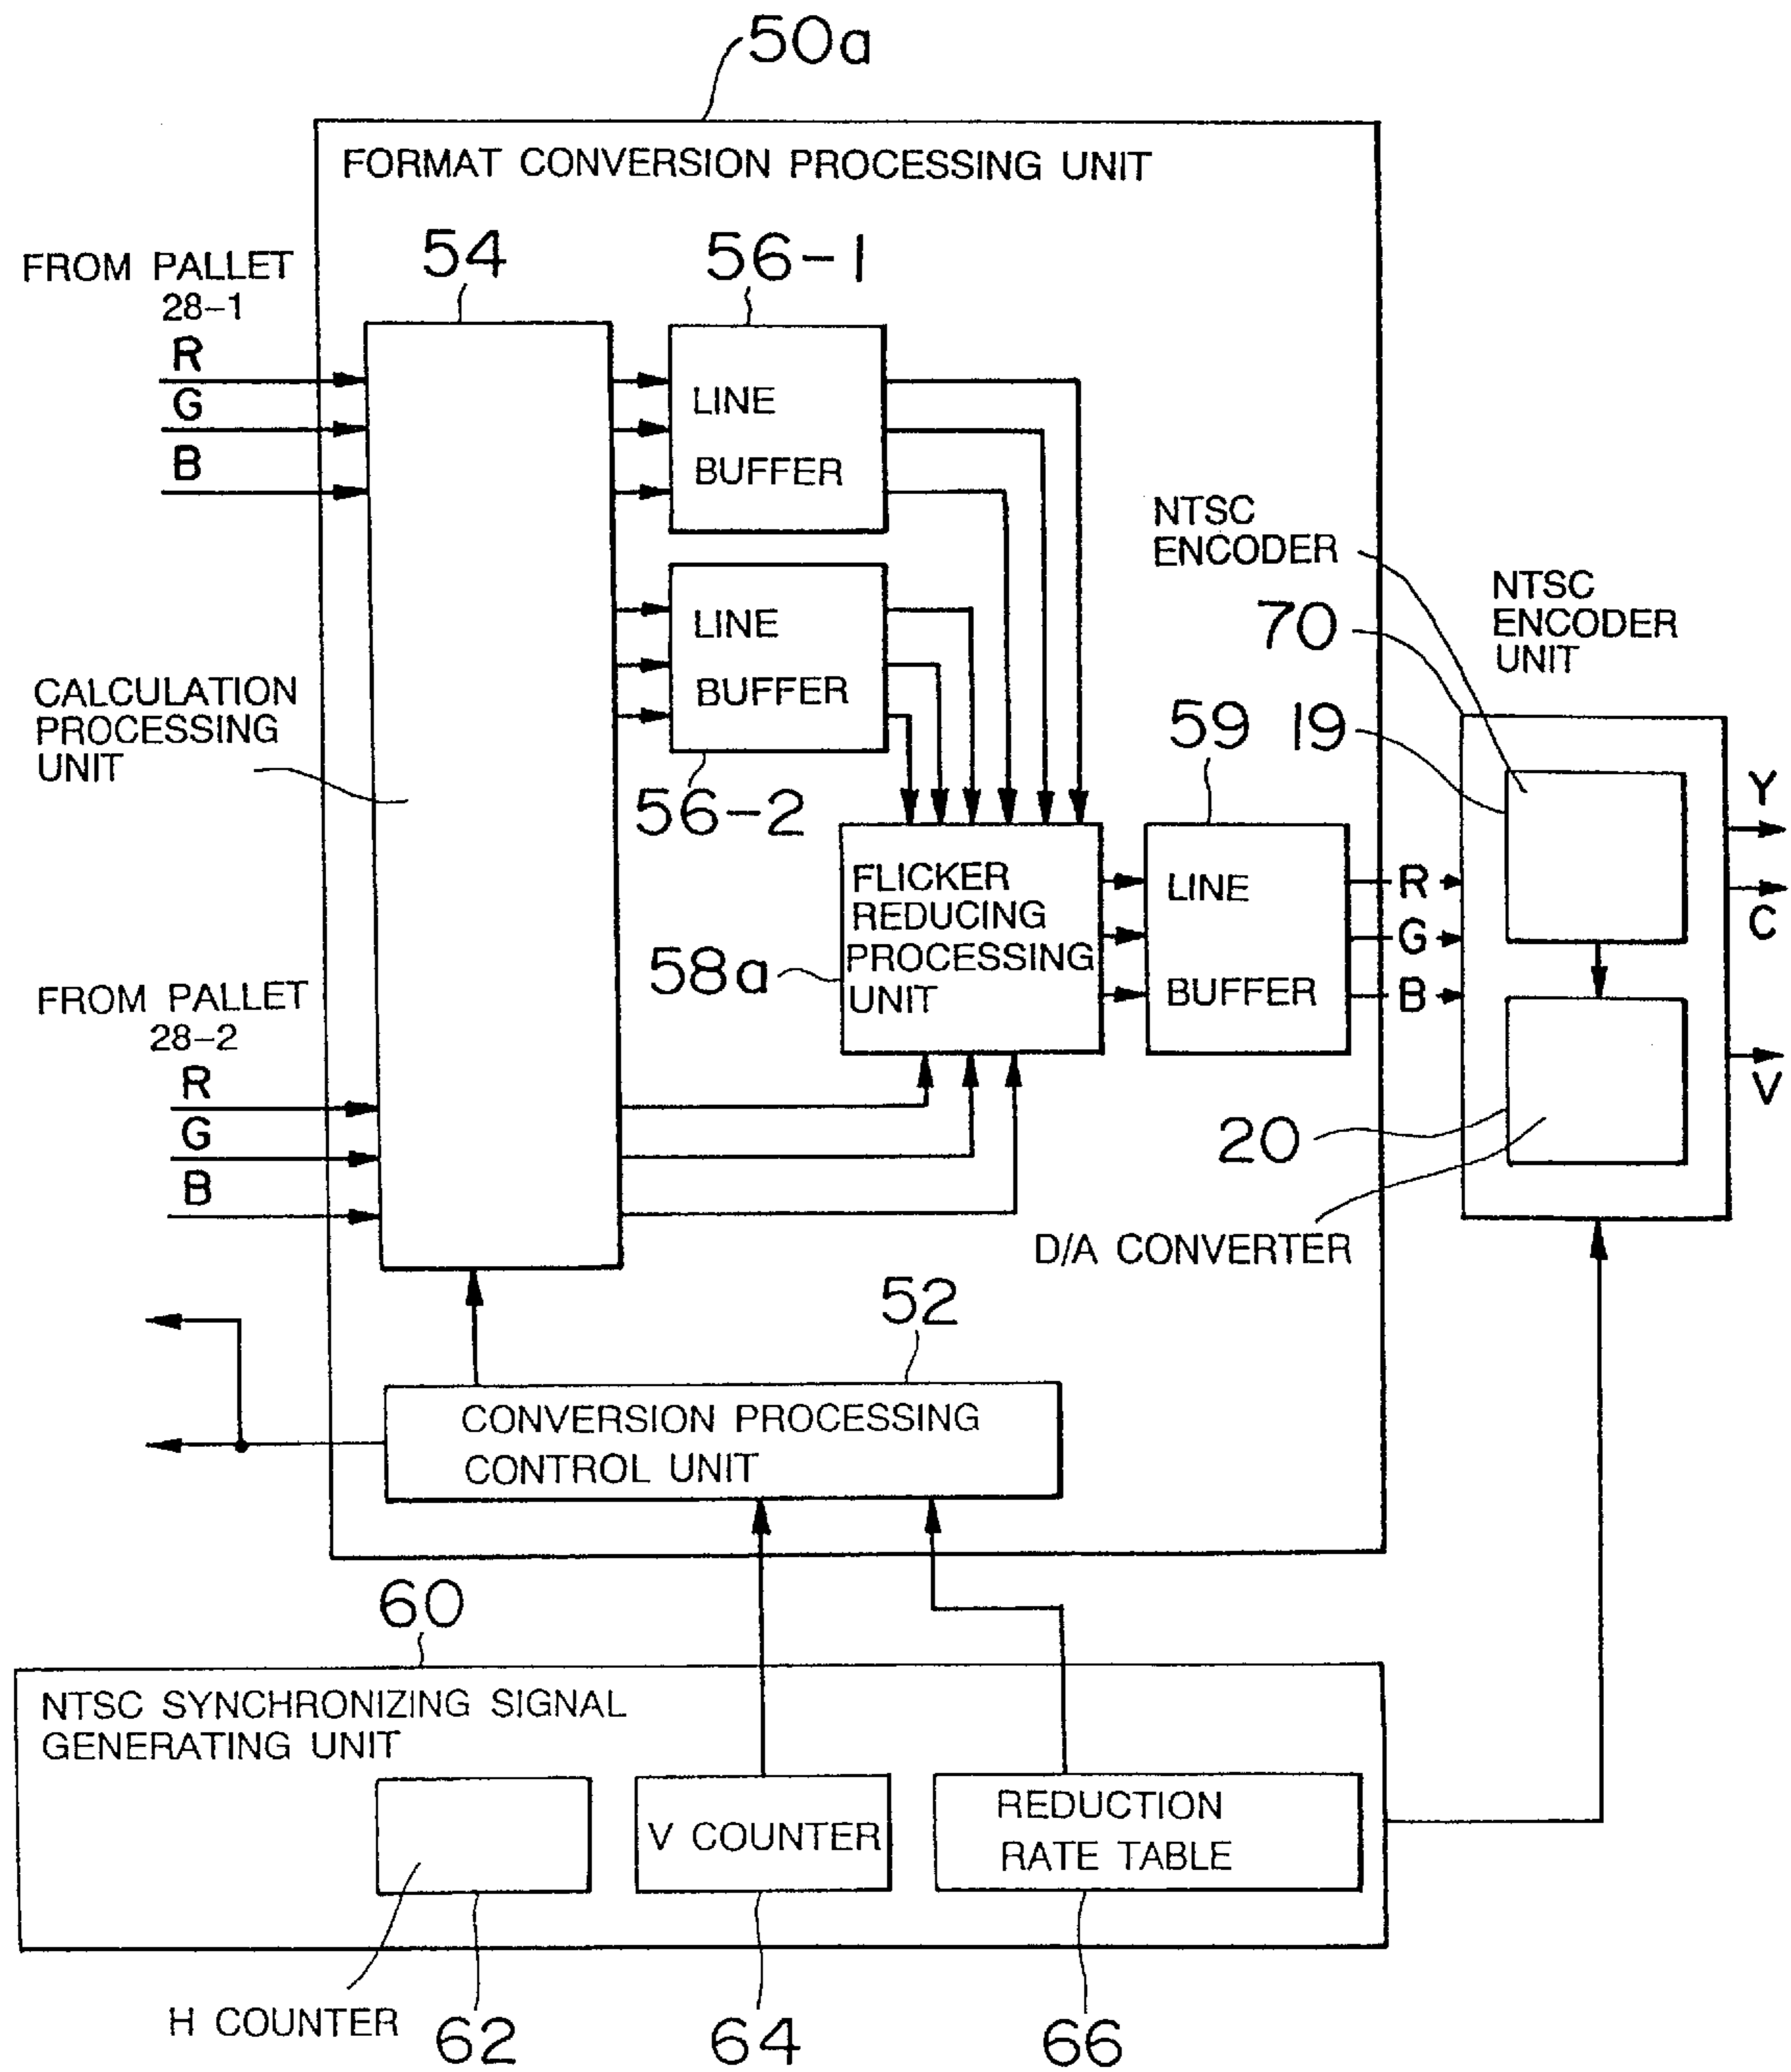 50a
FORMAT CONVERSION PROCESSING UNIT
FROM PALLET
28-1
R
G
B
54
56-1
LINE
BUFFER
LINE
BUFFER
56-2
CALCULATION
PROCESSING
UNIT
NTSC
ENCODER
NTSC
ENCODER
UNIT
70
19
59
FLICKER
REDUCING
PROCESSING
UNIT
58a
LINE
BUFFER
R
G
B
Y
C
V
FROM PALLET
28-2
R
G
B
20
D/A CONVERTER
52
CONVERSION PROCESSING
CONTROL UNIT
60
NTSC SYNCHRONIZING SIGNAL
GENERATING UNIT
V COUNTER
REDUCTION
RATE TABLE
H COUNTER
62
64
66